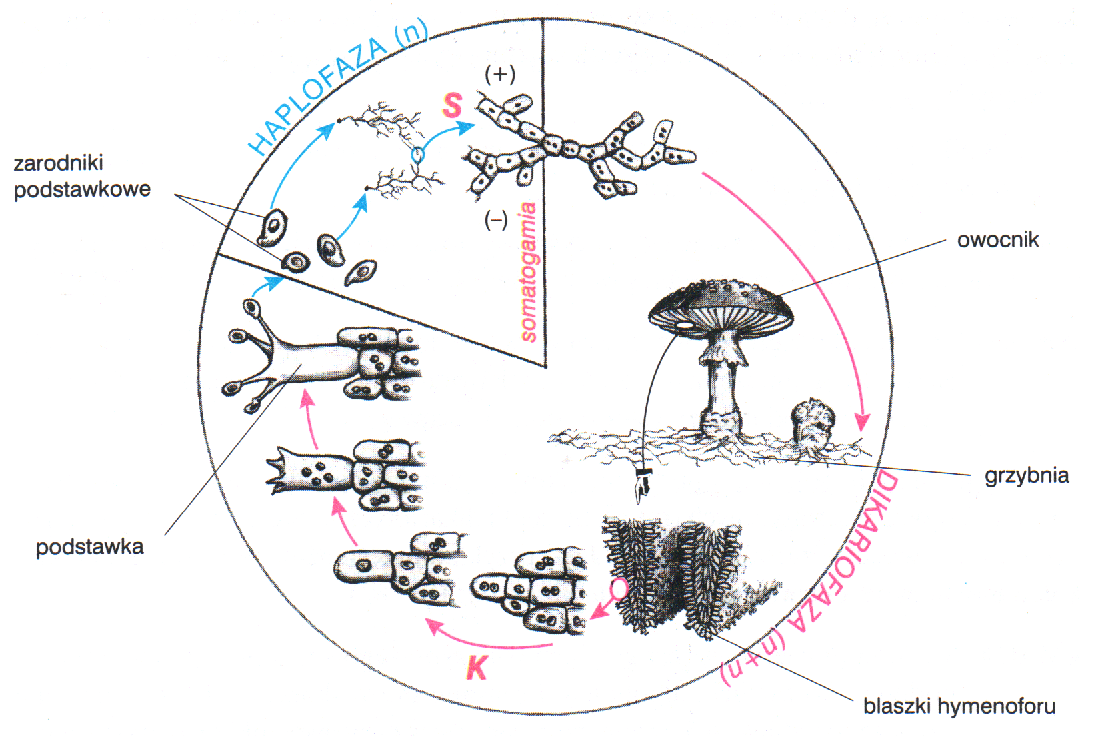 HAPLOFAZA (n)
(+)
S
zarodniki
podstawkowe
(–)
somatogamia
owocnik
grzybnia
DIKARIOFAZA (n+n)
podstawka
K
blaszki hymenoforu